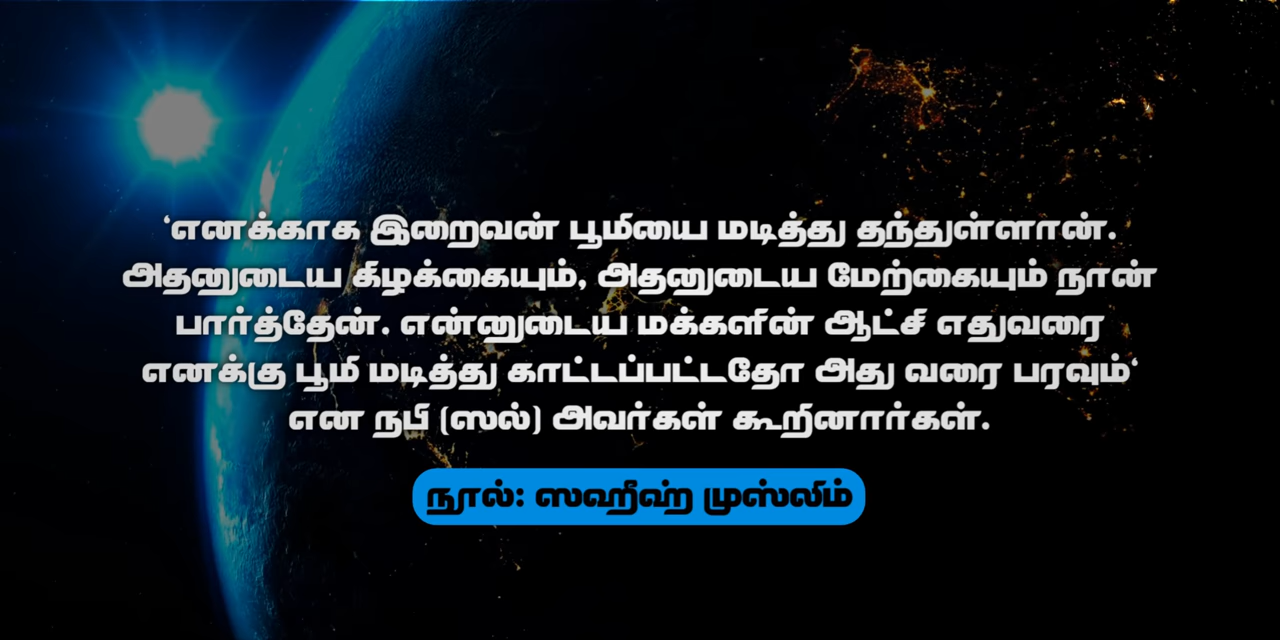 ‘எனக்காக இறைவன் பூமியை மடித்து தந்துள்ளான்.
அதனுடைய கிழக்கையும், அதனுடைய மேற்கையும் நான்
பார்த்தேன். என்னுடைய மக்களின் ஆட்சி எதுவரை
எனக்கு பூமி மடித்து காட்டப்பட்டதோ அது வரை பரவும்‘
என நபி (ஸல்) அவர்கள் கூறினார்கள்.
நூல்: ஸஹீஹ் முஸ்லிம்